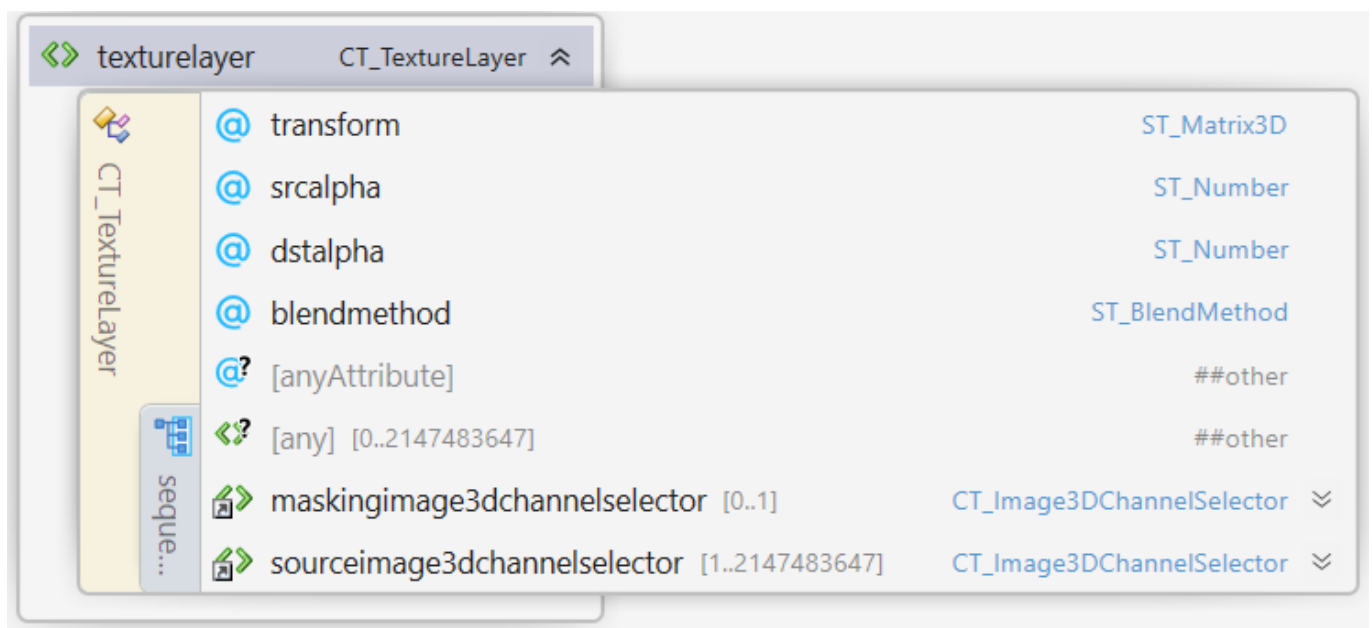 texturelayer CT_TextureLayer
CT_TextureLayer
@ transform ST_Matrix3D
@ srcalpha ST_Number
@ dstalpha ST_Number
@ blendmethod ST_BlendMethod
@? [anyAttribute] ##other
seque...
<>? [any] [0..2147483647] ##other
maskingimage3dchannelselector [0..1] CT_Image3DChannelSelector
sourceimage3dchannelselector [1..2147483647] CT_Image3DChannelSelector